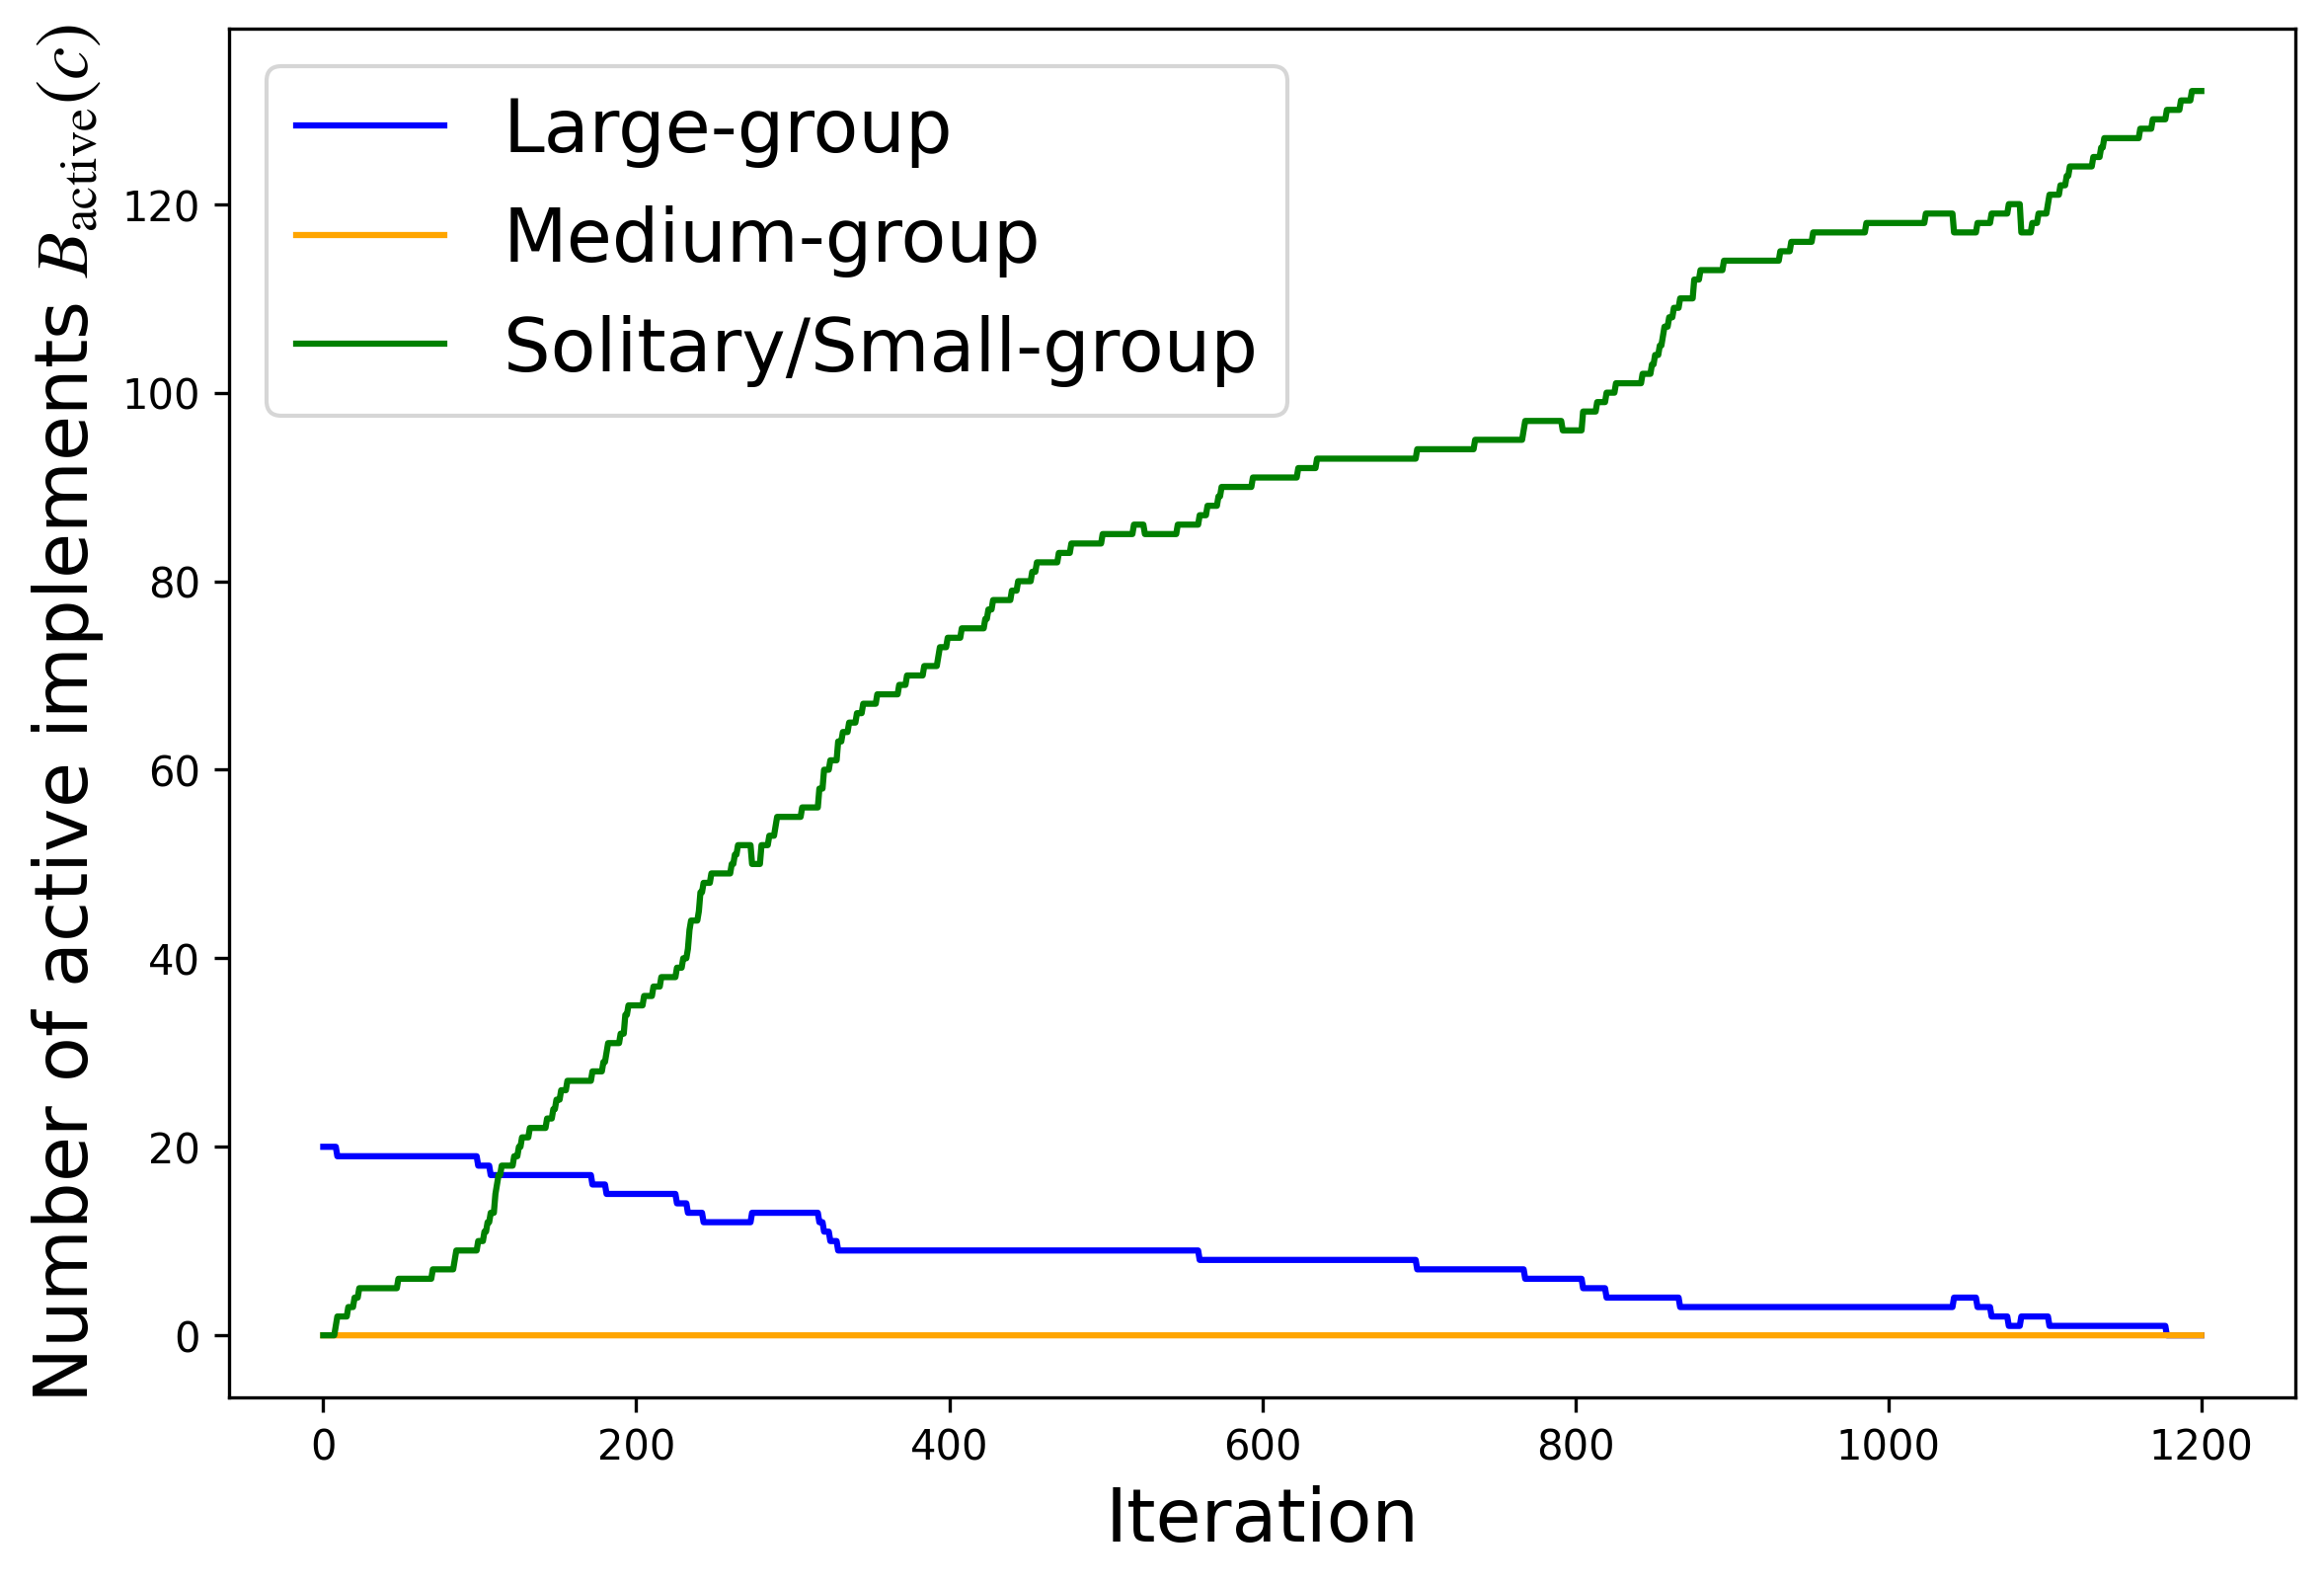 Number of active implements B_active(c)
Large-group
Medium-group
Solitary/Small-group
120
100
80
60
40
20
0
0 200 400 600 800 1000 1200
Iteration